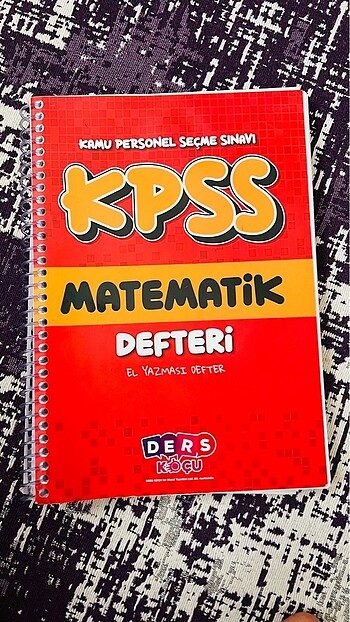 KAMU PERSONEL SEÇME SINAVI
KPSS
MATEMATİK
DEFTERİ
EL YAZMASI DEFTER
DERS
KOÇU